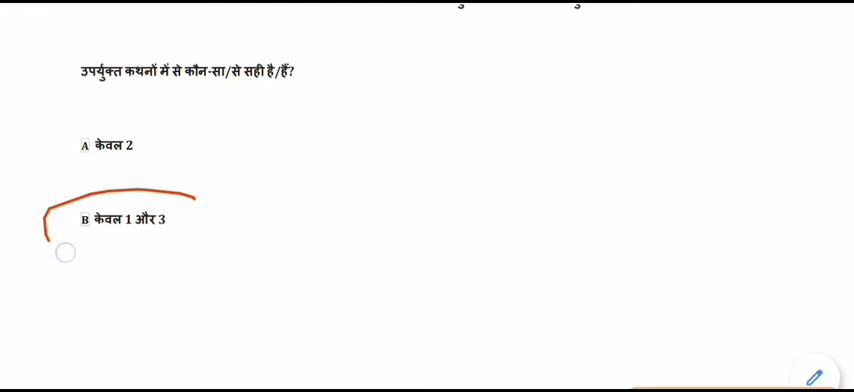 उपर्युक्त कथनों में से कौन-सा/से सही है/हैं?
A केवल 2
B केवल 1 और 3